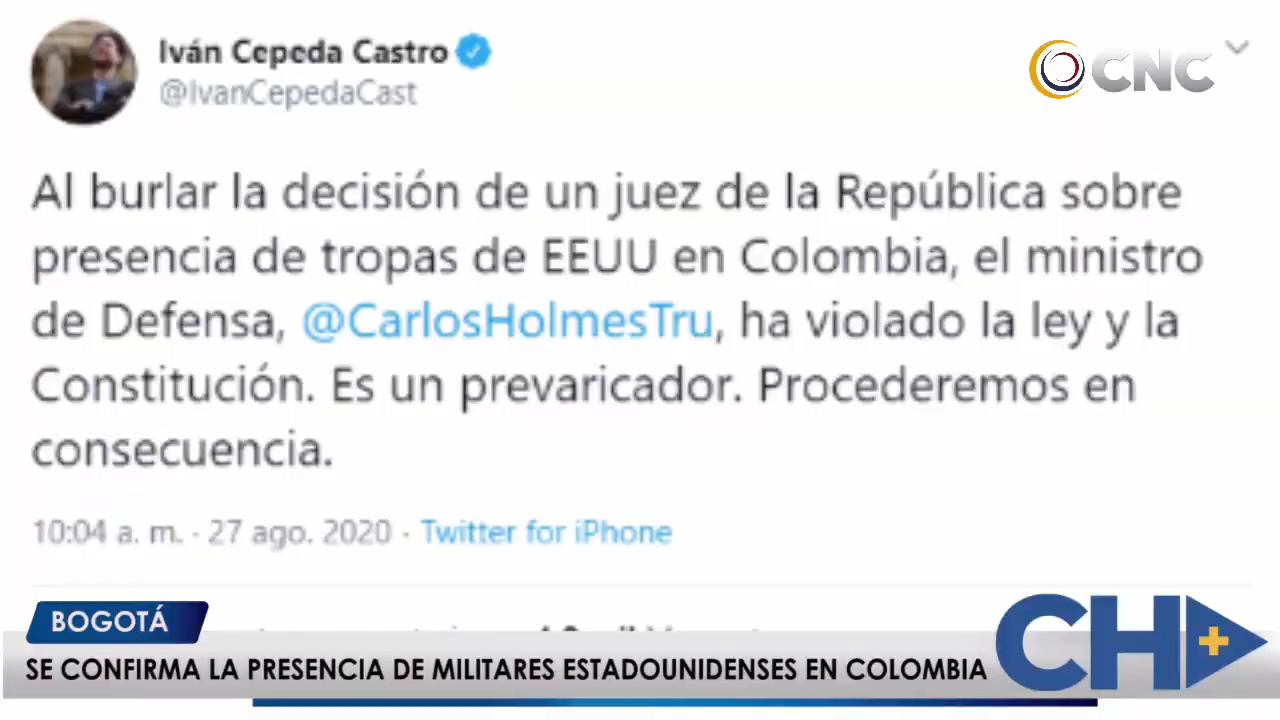 Iván Cepeda Castro
@IvanCepedaCast
CNC
Al burlar la decisión de un juez de la República sobre
presencia de tropas de EEUU en Colombia, el ministro
de Defensa, @CarlosHolmesTru, ha violado la ley y la
Constitución. Es un prevaricador. Procederemos en
consecuencia.
10:04 a. m. · 27 ago. 2020 · Twitter for iPhone
BOGOTÁ
SE CONFIRMA LA PRESENCIA DE MILITARES ESTADOUNIDENSES EN COLOMBIA
CH+